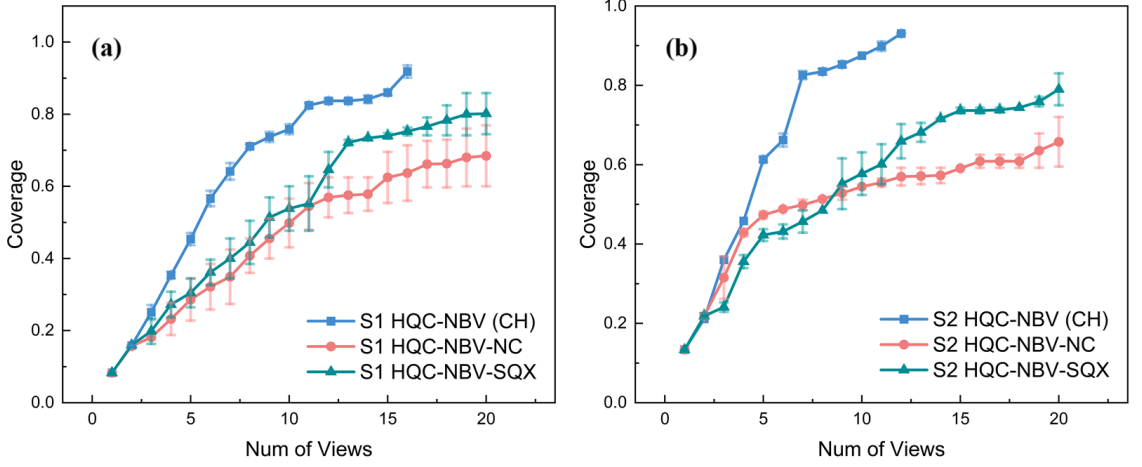 (a)
1.0
0.8
0.6
0.4
0.2
0.0
Coverage
0
5
10
15
20
Num of Views
S1 HQC-NBV (CH)
S1 HQC-NBV-NC
S1 HQC-NBV-SQX
(b)
1.0
0.8
0.6
0.4
0.2
0.0
Coverage
0
5
10
15
20
Num of Views
S2 HQC-NBV (CH)
S2 HQC-NBV-NC
S2 HQC-NBV-SQX